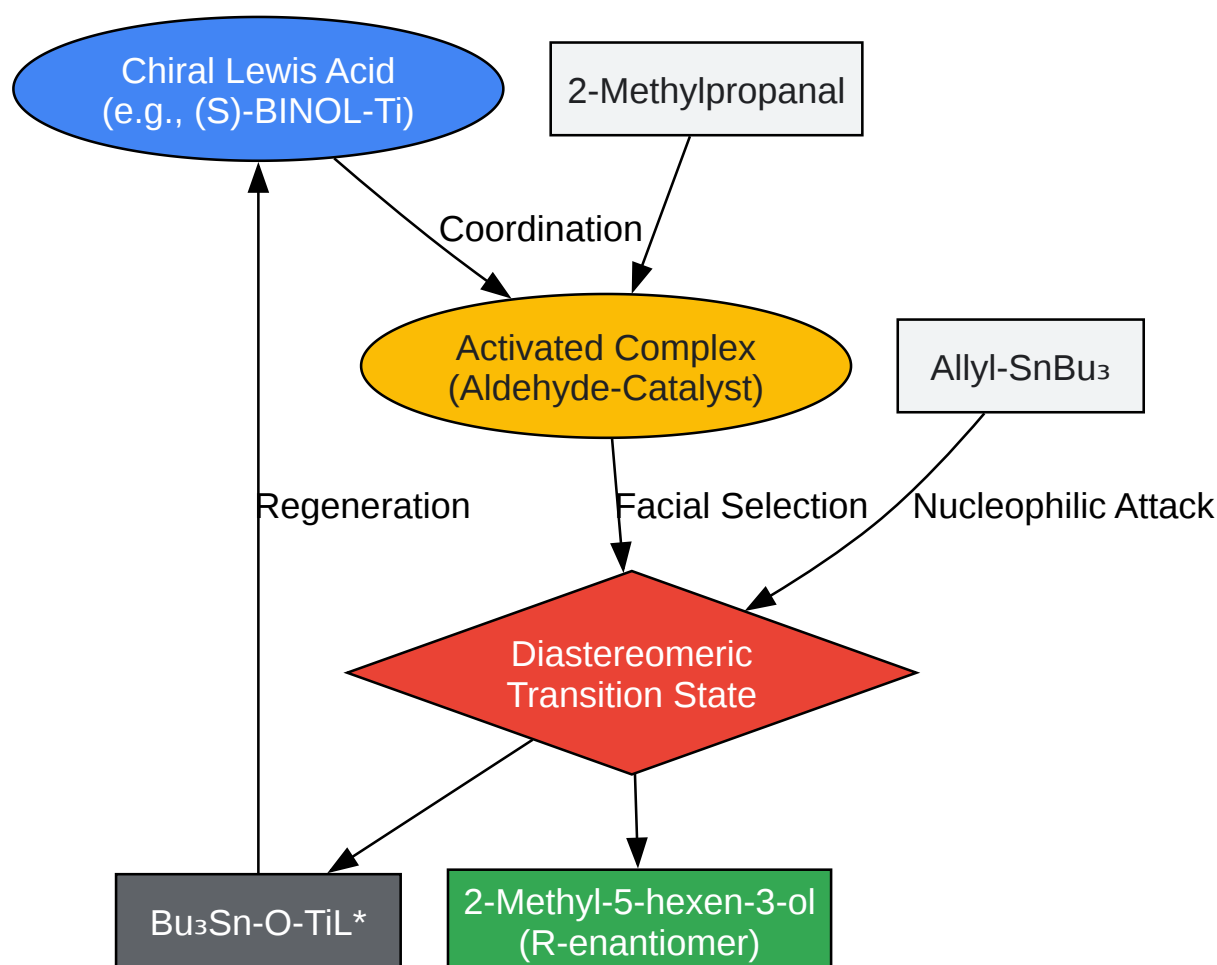 Chiral Lewis Acid
(e.g., (S)-BINOL-Ti)
2-Methylpropanal
Coordination
Activated Complex
(Aldehyde-Catalyst)
Allyl-SnBu₃
Regeneration
Facial Selection
Nucleophilic Attack
Diastereomeric
Transition State
Bu₃Sn-O-TiL*
2-Methyl-5-hexen-3-ol
(R-enantiomer)